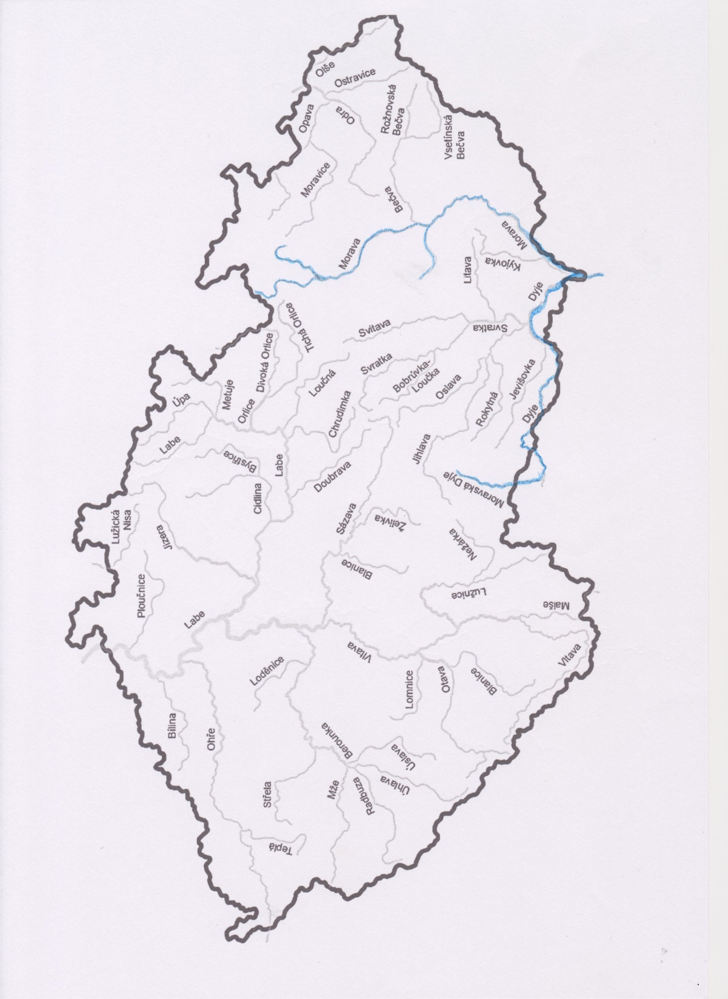 Olše
Ostravice
Opava
Odra
Rožnovská
Bečva
Vsetínská
Bečva
Moravice
Bečva
Morava
Morava
Kyjovka
Litava
Dyje
Tichá Orlice
Svitava
Svratka
Divoká Orlice
Loučná
Svratka
Bobrůvka-
Loučka
Oslava
Jevišovka
Rokytná
Dyje
Metuje
Úpa
Orlice
Chrudimka
Labe
Bystřice
Labe
Doubrava
Jihlava
Moravská Dyje
Cidlina
Sázava
Želivka
Nežárka
Lužická
Nisa
Jizera
Blanice
Lužnice
Malše
Ploučnice
Labe
Vltava
Vltava
Loděnice
Lomnice
Otava
Blanice
Bílina
Ohře
Berounka
Úslava
Střela
Mže
Radbuza
Úhlava
Teplá